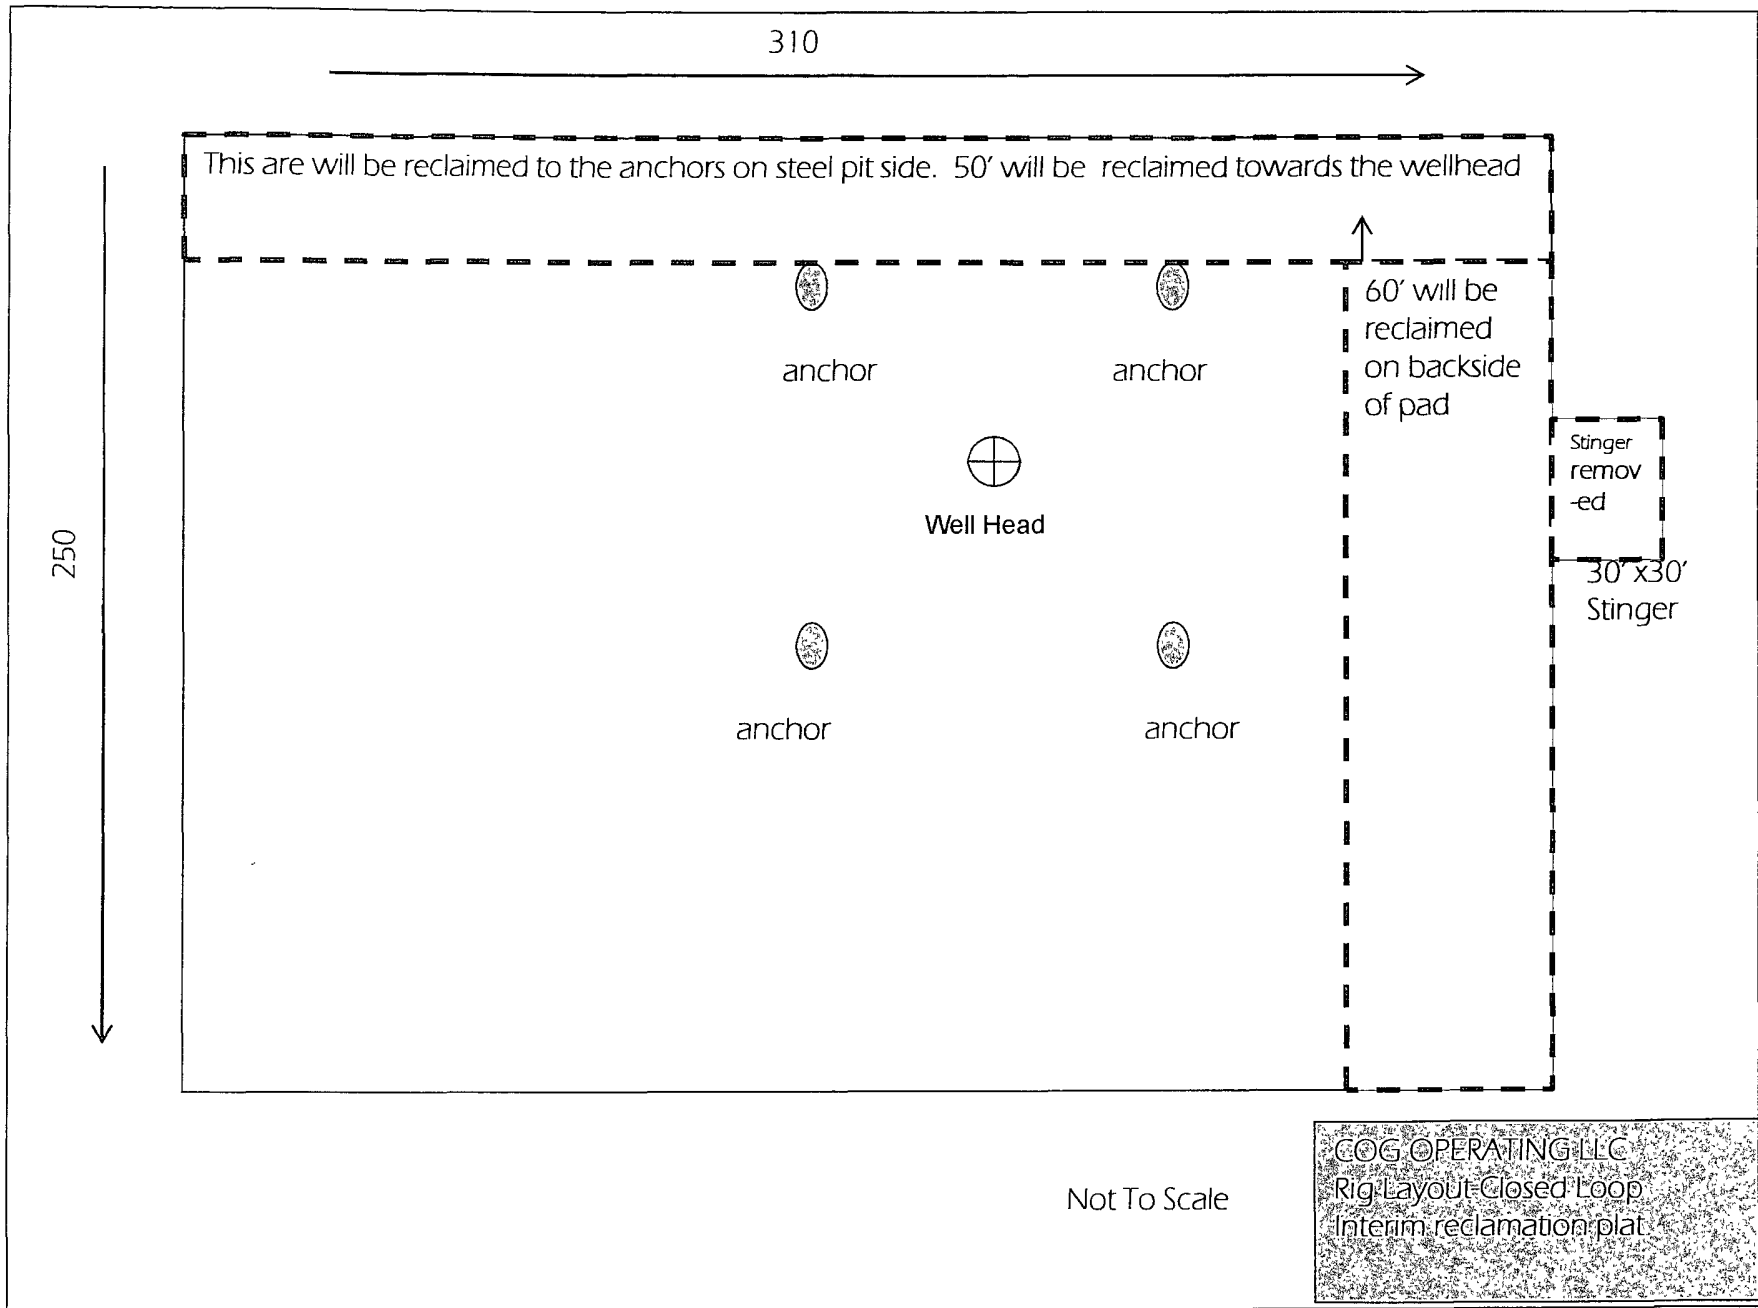 310
This are will be reclaimed to the anchors on steel pit side. 50' will be reclaimed towards the wellhead
60' will be
reclaimed
on backside
of pad
anchor
anchor
Stinger
remov
-ed
Well Head
250
30' x30'
Stinger
anchor
anchor
Not To Scale
COG OPERATING LLC
Rig Layout Closed Loop
Interim reclamation plat